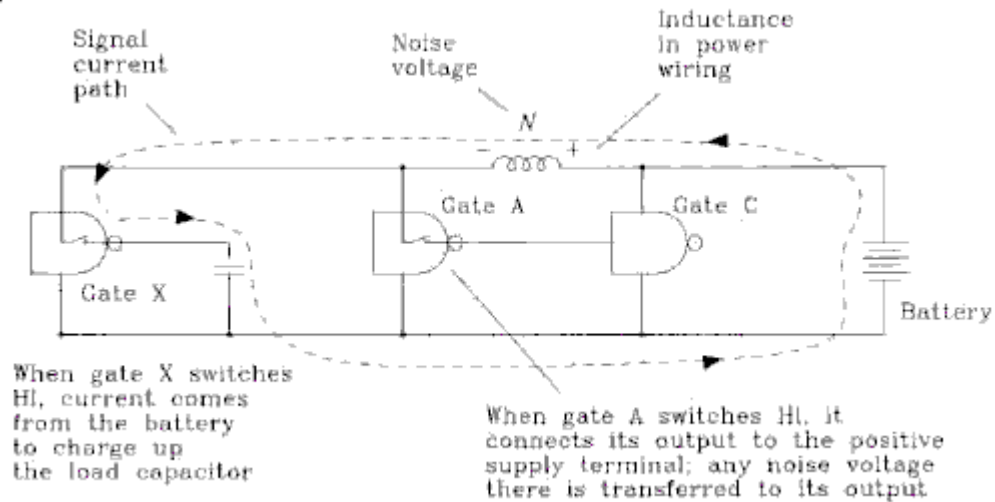 Signal
current
path
Noise
voltage
Inductance
in power
wiring
N
-
+
Gate A
Gate C
Gate X
Battery
When gate X switches
HI, current comes
from the battery
to charge up
the load capacitor
When gate A switches HI, it
connects its output to the positive
supply terminal; any noise voltage
there is transferred to its output